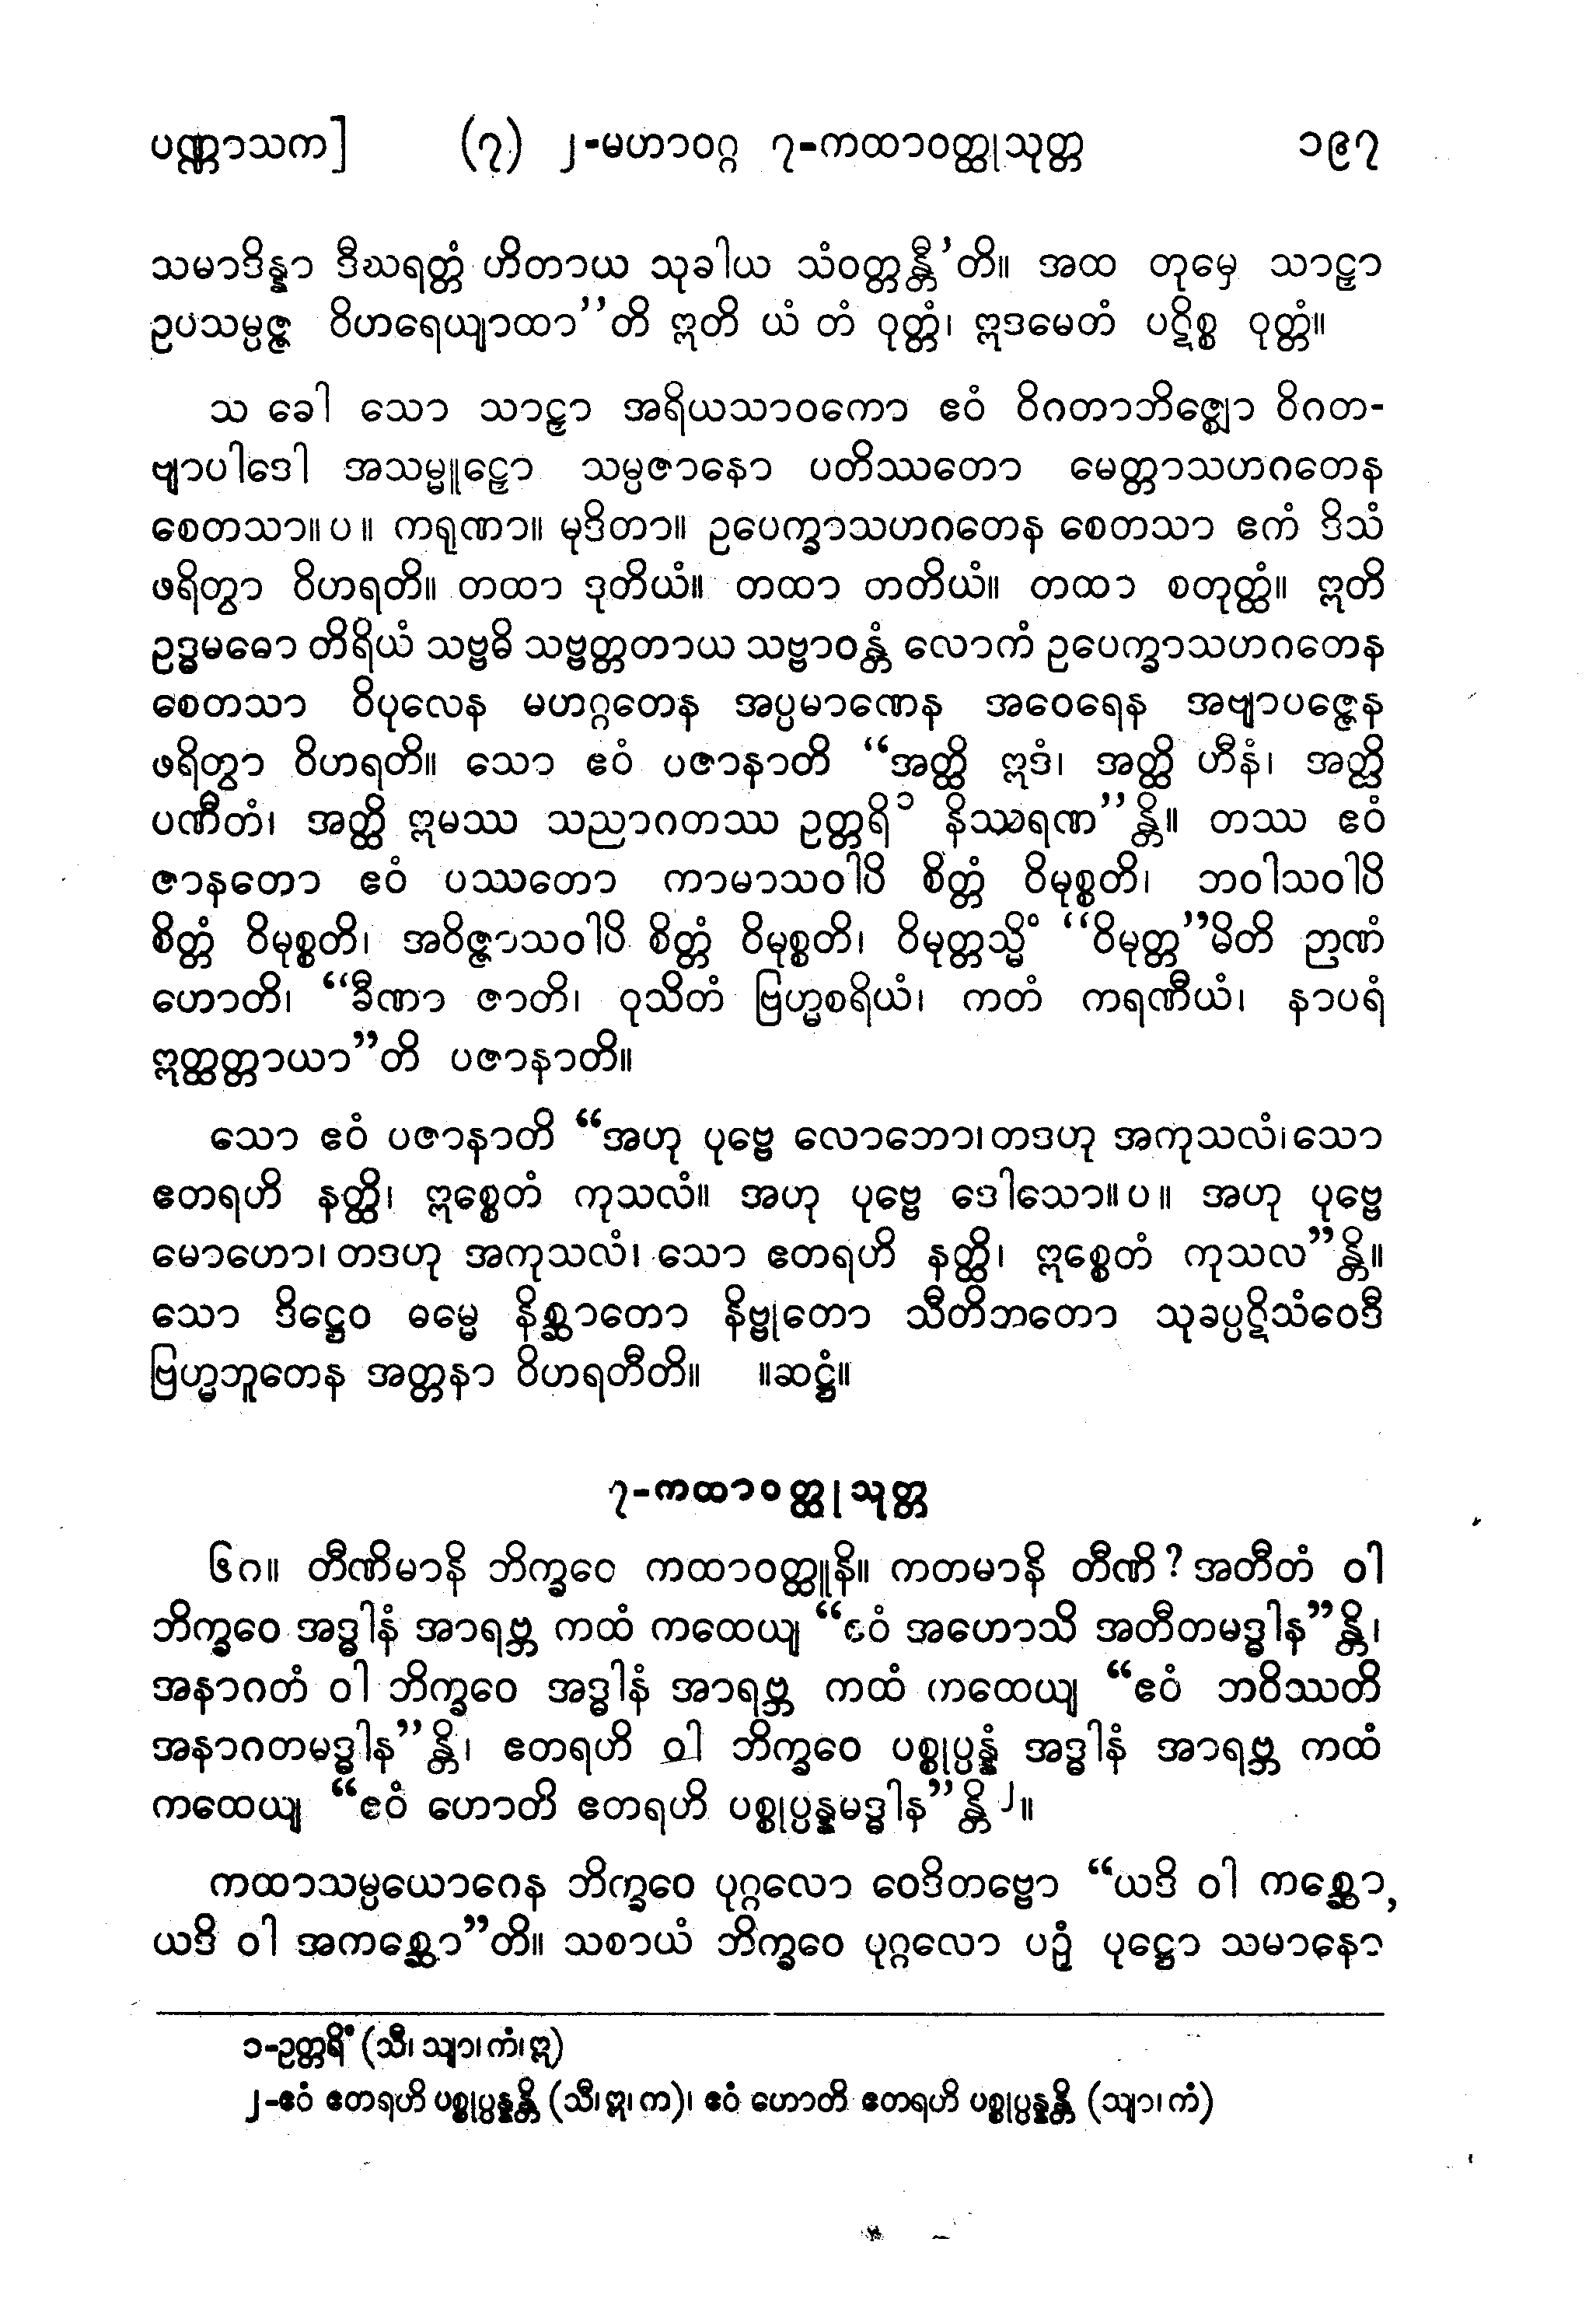 ပဏ္ဏာသက] (၇) ၂-မဟာဝဂ္ဂ ၇-ကထာဝတ္ထုသုတ္တ ၁၉၇
သမာဒိန္နာ ဒီဃရတ္တံ ဟိတာယ သုခါယ သံဝတ္တန္တီ’တိ။ အထ တုမှေ သာဠှာ
ဥပသမ္ပဇ္ဇ ဝိဟရေယျာထာ’’တိ ဣတိ ယံ တံ ဝုတ္တံ၊ ဣဒမေတံ ပဋိစ္စ ဝုတ္တံ။
သ ခေါ သော သာဠှာ အရိယသာဝကော ဧဝံ ဝိဂတာဘိဇ္ဈော ဝိဂတ-
ဗျာပါဒေါ အသမ္မူဠှော သမ္ပဇာနော ပတိဿတော မေတ္တာသဟဂတေန
စေတသာ။ပ။ ကရုဏာ။ မုဒိတာ။ ဥပေက္ခာသဟဂတေန စေတသာ ဧကံ ဒိသံ
ဖရိတွာ ဝိဟရတိ။ တထာ ဒုတိယံ။ တထာ တတိယံ။ တထာ စတုတ္ထံ။ ဣတိ
ဥဒ္ဓမဓော တိရိယံ သဗ္ဗဓိ သဗ္ဗတ္တတာယ သဗ္ဗာဝန္တံ လောကံ ဥပေက္ခာသဟဂတေန
စေတသာ ဝိပုလေန မဟဂ္ဂတေန အပ္ပမာဏေန အဝေရေန အဗျာပဇ္ဇေန
ဖရိတွာ ဝိဟရတိ။ သော ဧဝံ ပဇာနာတိ “အတ္ထိ ဣဒံ၊ အတ္ထိ ဟီနံ၊ အတ္ထိ
ပဏီတံ၊ အတ္ထိ ဣမဿ သညာဂတဿ ဥတ္တရိ၁ နိဿရဏ’’န္တိ။ တဿ ဧဝံ
ဇာနတော ဧဝံ ပဿတော ကာမာသဝါပိ စိတ္တံ ဝိမုစ္စတိ၊ ဘဝါသဝါပိ
စိတ္တံ ဝိမုစ္စတိ၊ အဝိဇ္ဇာသဝါပိ စိတ္တံ ဝိမုစ္စတိ၊ ဝိမုတ္တသ္မိံ “ဝိမုတ္တ”မိတိ ဉာဏံ
ဟောတိ၊ “ခီဏာ ဇာတိ၊ ဝုသိတံ ဗြဟ္မစရိယံ၊ ကတံ ကရဏီယံ၊ နာပရံ
ဣတ္ထတ္တာယာ”တိ ပဇာနာတိ။
သော ဧဝံ ပဇာနာတိ “အဟု ပုဗ္ဗေ လောဘော၊ တဒဟု အကုသလံ၊ သော
ဧတရဟိ နတ္ထိ၊ ဣစ္စေတံ ကုသလံ။ အဟု ပုဗ္ဗေ ဒေါသော။ပ။ အဟု ပုဗ္ဗေ
မောဟော၊ တဒဟု အကုသလံ၊ သော ဧတရဟိ နတ္ထိ၊ ဣစ္စေတံ ကုသလ”န္တိ။
သော ဒိဋ္ဌေဝ ဓမ္မေ နိစ္ဆာတော နိဗ္ဗုတော သီတိဘတော သုခပ္ပဋိသံဝေဒီ
ဗြဟ္မဘူတေန အတ္တနာ ဝိဟရတီတိ။ ။ဆဋ္ဌံ။
၇-ကထာဝတ္ထုသုတ္တ
၆၈။ တီဏိမာနိ ဘိက္ခဝေ ကထာဝတ္ထူနိ။ ကတမာနိ တီဏိ? အတီတံ ဝါ
ဘိက္ခဝေ အဒ္ဓါနံ အာရဗ္ဘ ကထံ ကထေယျ “ဧဝံ အဟောသိ အတီတမဒ္ဓါန”န္တိ၊
အနာဂတံ ဝါ ဘိက္ခဝေ အဒ္ဓါနံ အာရဗ္ဘ ကထံ ကထေယျ “ဧဝံ ဘဝိဿတိ
အနာဂတမဒ္ဓါန”န္တိ၊ ဧတရဟိ ဝါ ဘိက္ခဝေ ပစ္စုပ္ပန္နံ အဒ္ဓါနံ အာရဗ္ဘ ကထံ
ကထေယျ “ဧဝံ ဟောတိ ဧတရဟိ ပစ္စုပ္ပန္နမဒ္ဓါန”န္တိ၂။
ကထာသမ္ပယောဂေန ဘိက္ခဝေ ပုဂ္ဂလော ဝေဒိတဗ္ဗော “ယဒိ ဝါ ကစ္ဆော,
ယဒိ ဝါ အကစ္ဆော”တိ။ သစာယံ ဘိက္ခဝေ ပုဂ္ဂလော ပဉှံ ပုဋ္ဌော သမာနော
၁-ဥတ္တရိံ (သီ၊ သျာ၊ ကံ၊ ဣ)
၂-ဧဝံ ဧတရဟိ ပစ္စုပ္ပန္နန္တိ (သီ၊ ဣ၊ က)၊ ဧဝံ ဟောတိ ဧတရဟိ ပစ္စုပ္ပန္နန္တိ (သျာ၊ ကံ)